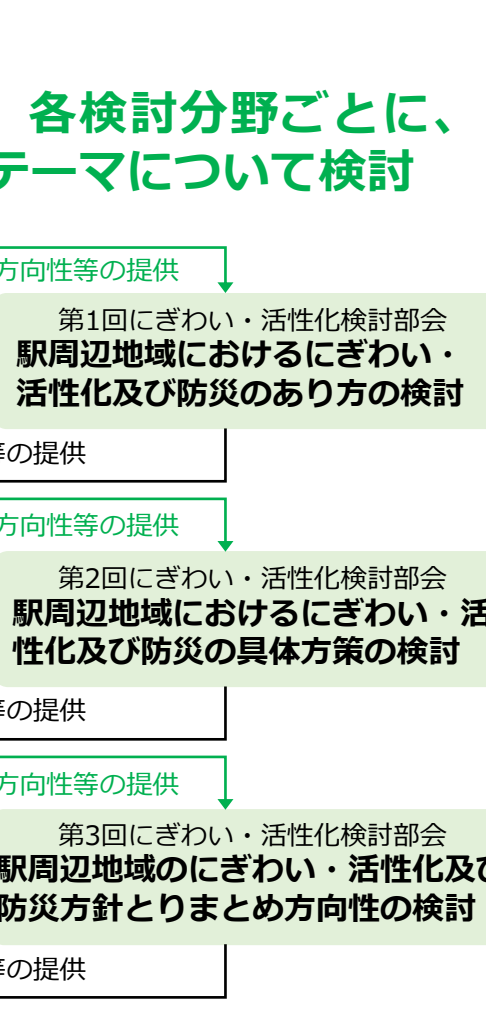 各検討分野ごとに、
テーマについて検討
方向性等の提供
第1回にぎわい・活性化検討部会
駅周辺地域におけるにぎわい・
活性化及び防災のあり方の検討
等の提供
方向性等の提供
第2回にぎわい・活性化検討部会
駅周辺地域におけるにぎわい・活
性化及び防災の具体方策の検討
等の提供
方向性等の提供
第3回にぎわい・活性化検討部会
駅周辺地域のにぎわい・活性化及び
防災方針とりまとめ方向性の検討
等の提供